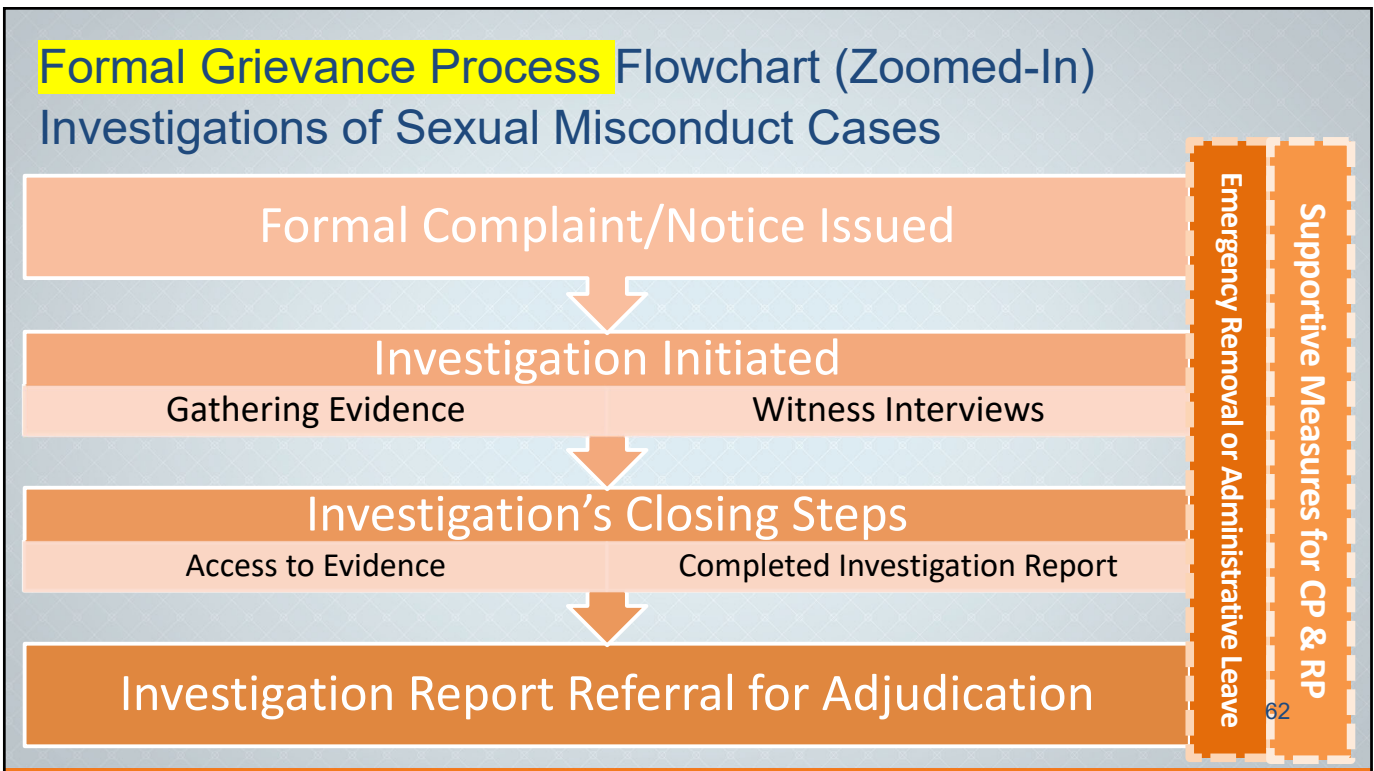 Formal Grievance Process Flowchart (Zoomed-In)
Investigations of Sexual Misconduct Cases
Formal Complaint/Notice Issued
Investigation Initiated
Gathering Evidence
Witness Interviews
Investigation’s Closing Steps
Access to Evidence
Completed Investigation Report
Investigation Report Referral for Adjudication
Emergency Removal or Administrative Leave
Supportive Measures for CP & RP
62